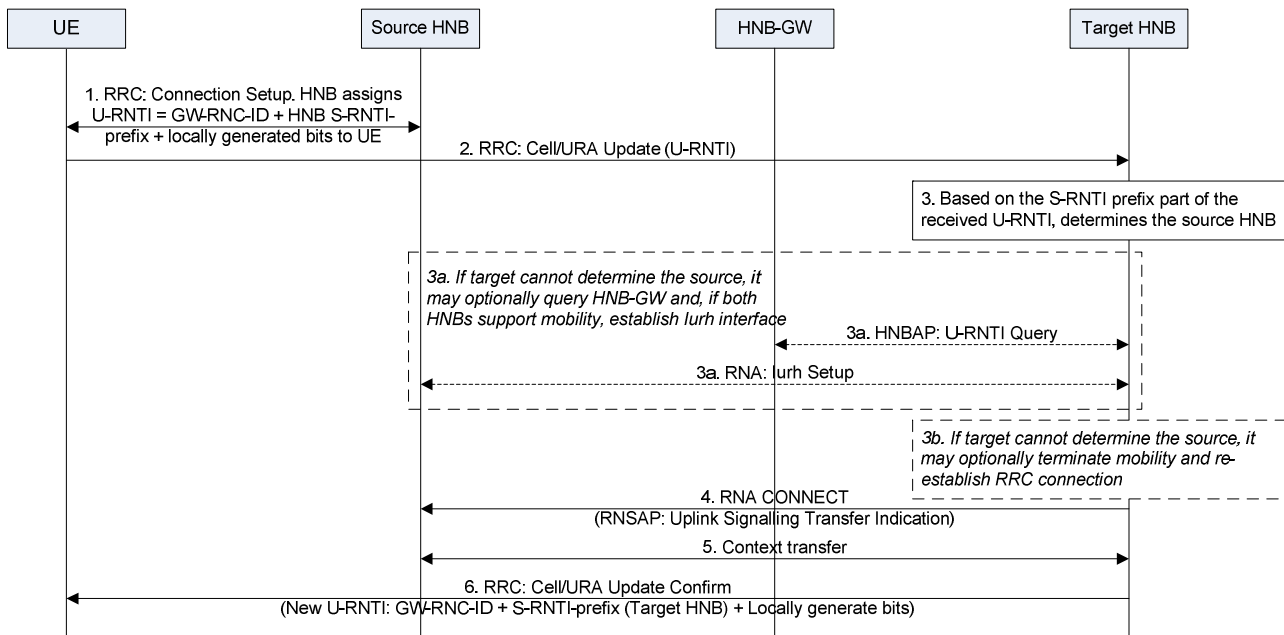 UE
Source HNB
HNB-GW
Target HNB
1. RRC: Connection Setup. HNB assigns
U-RNTI = GW-RNC-ID + HNB S-RNTI-
prefix + locally generated bits to UE
2. RRC: Cell/URA Update (U-RNTI)
3. Based on the S-RNTI prefix part of the
received U-RNTI, determines the source HNB
3a. If target cannot determine the source, it
may optionally query HNB-GW and, if both
HNBs support mobility, establish Iurh interface
3a. HNBAP: U-RNTI Query
3a. RNA: Iurh Setup
3b. If target cannot determine the source, it
may optionally terminate mobility and re-
establish RRC connection
4. RNA CONNECT
(RNSAP: Uplink Signalling Transfer Indication)
5. Context transfer
6. RRC: Cell/URA Update Confirm
(New U-RNTI: GW-RNC-ID + S-RNTI-prefix (Target HNB) + Locally generate bits)